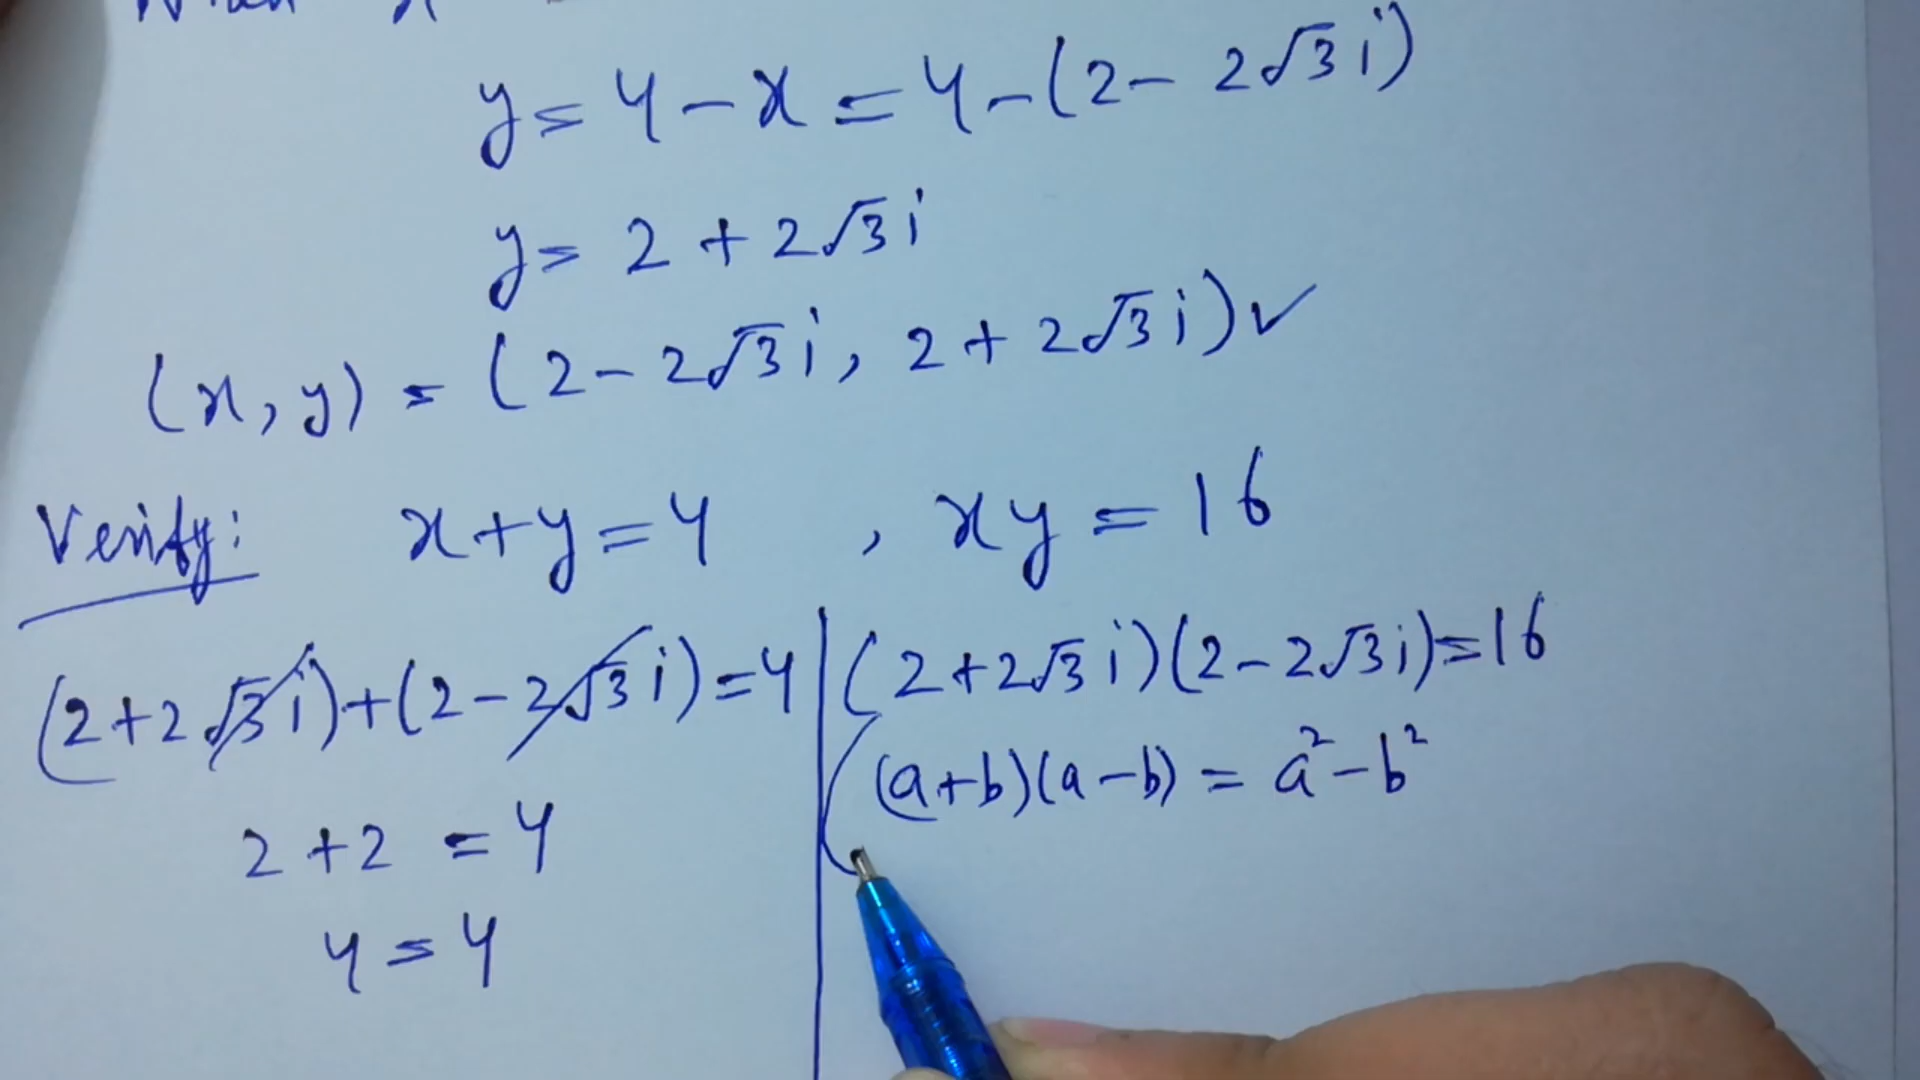 y = 4 - x = 4 - (2 - 2√3 i)
y = 2 + 2√3 i
(x, y) = (2 - 2√3 i, 2 + 2√3 i) ✓
Verify: x + y = 4 , xy = 16
(2 + 2√3 i) + (2 - 2√3 i) = 4
2 + 2 = 4
4 = 4
(2 + 2√3 i)(2 - 2√3 i) = 16
(a + b)(a - b) = a² - b²